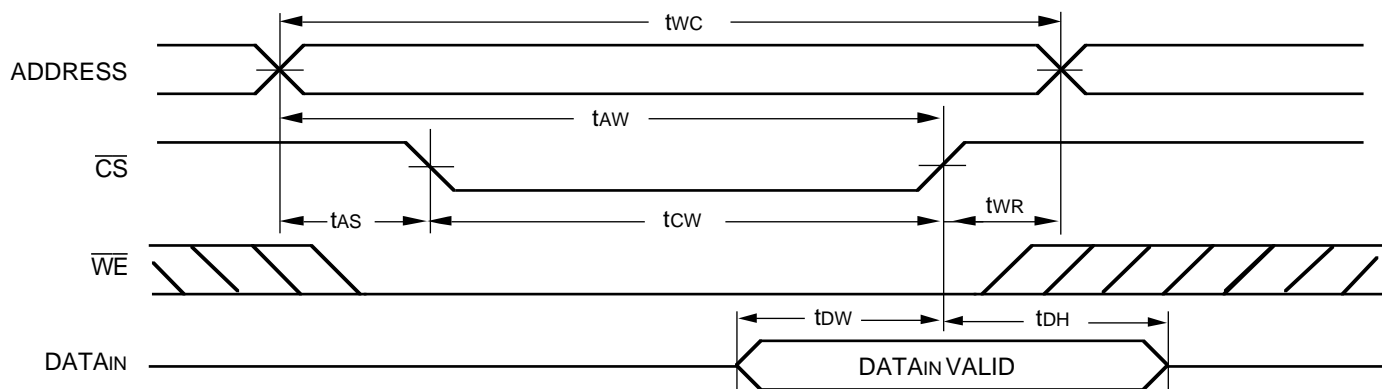 tWC
ADDRESS
tAW
CS
tAS
tCW
tWR
WE
tDW
tDH
DATAIN
DATAIN VALID